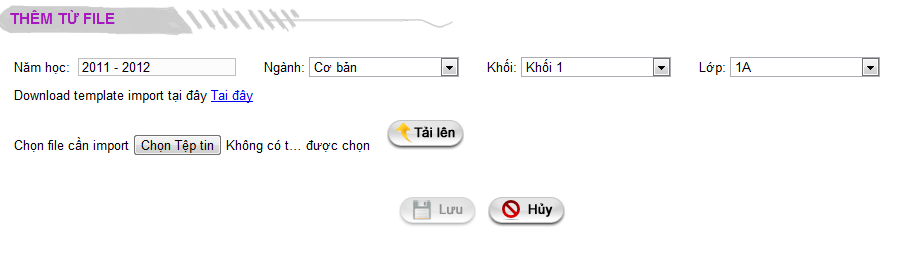 THÊM TỪ FILE
Năm học: 2011 - 2012 Ngành: Cơ bản Khối: Khối 1 Lớp: 1A
Download template import tại đây Tai đây
Chọn file cần import Chọn Tệp tin Không có t... được chọn Tải lên
Lưu Hủy